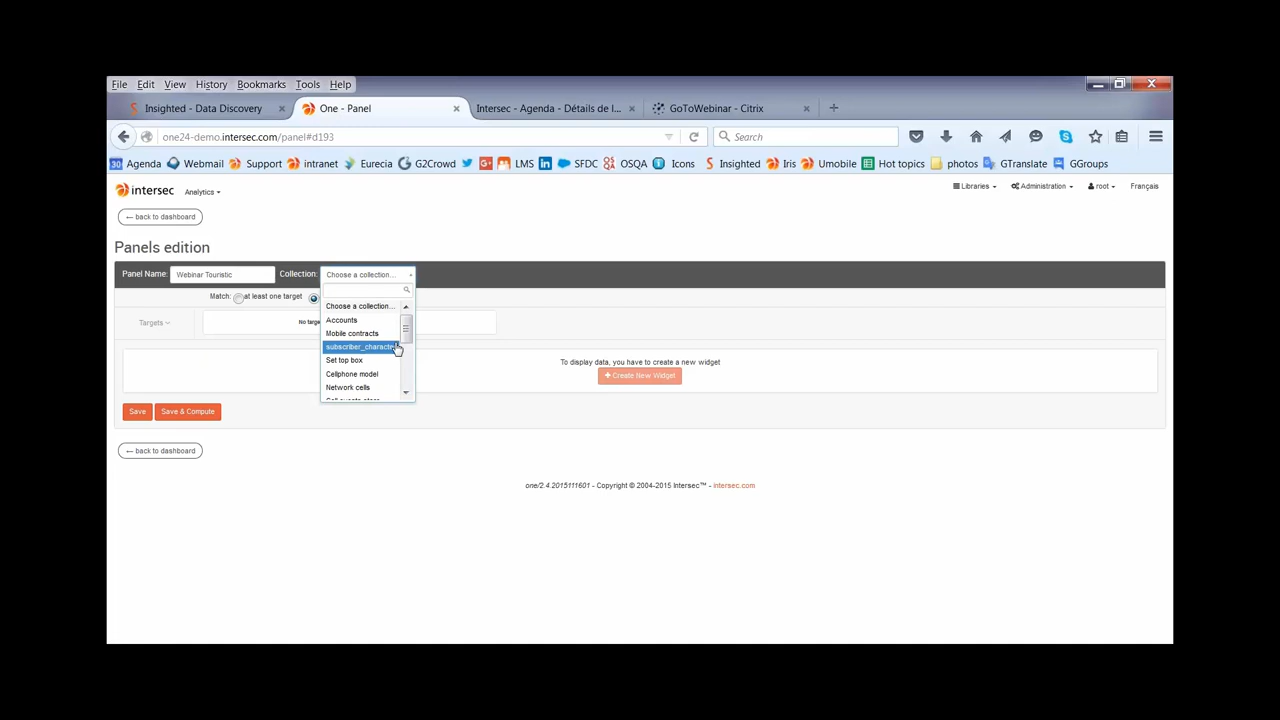 File Edit View History Bookmarks Tools Help
Insighted - Data Discovery × One - Panel × Intersec - Agenda - Détails de l... × GoToWebinar - Citrix × +
one24-demo.intersec.com/panel#d193 Search
30 Agenda Webmail Support intranet Eurecia G2Crowd LMS SFDC OSQA Icons Insighted Iris Umobile Hot topics photos GTranslate GGroups
intersec Analytics Libraries Administration root Français
← back to dashboard
Panels edition
Panel Name: Webinar Touristic Collection: Choose a collection...
Match: at least one target
Choose a collection...
Accounts
Mobile contracts
subscriber_characte
Set top box
Cellphone model
Network cells
Targets
No targe
To display data, you have to create a new widget
+ Create New Widget
Save Save & Compute
← back to dashboard
one/2.4.2015111601 - Copyright © 2004-2015 Intersec™ - intersec.com